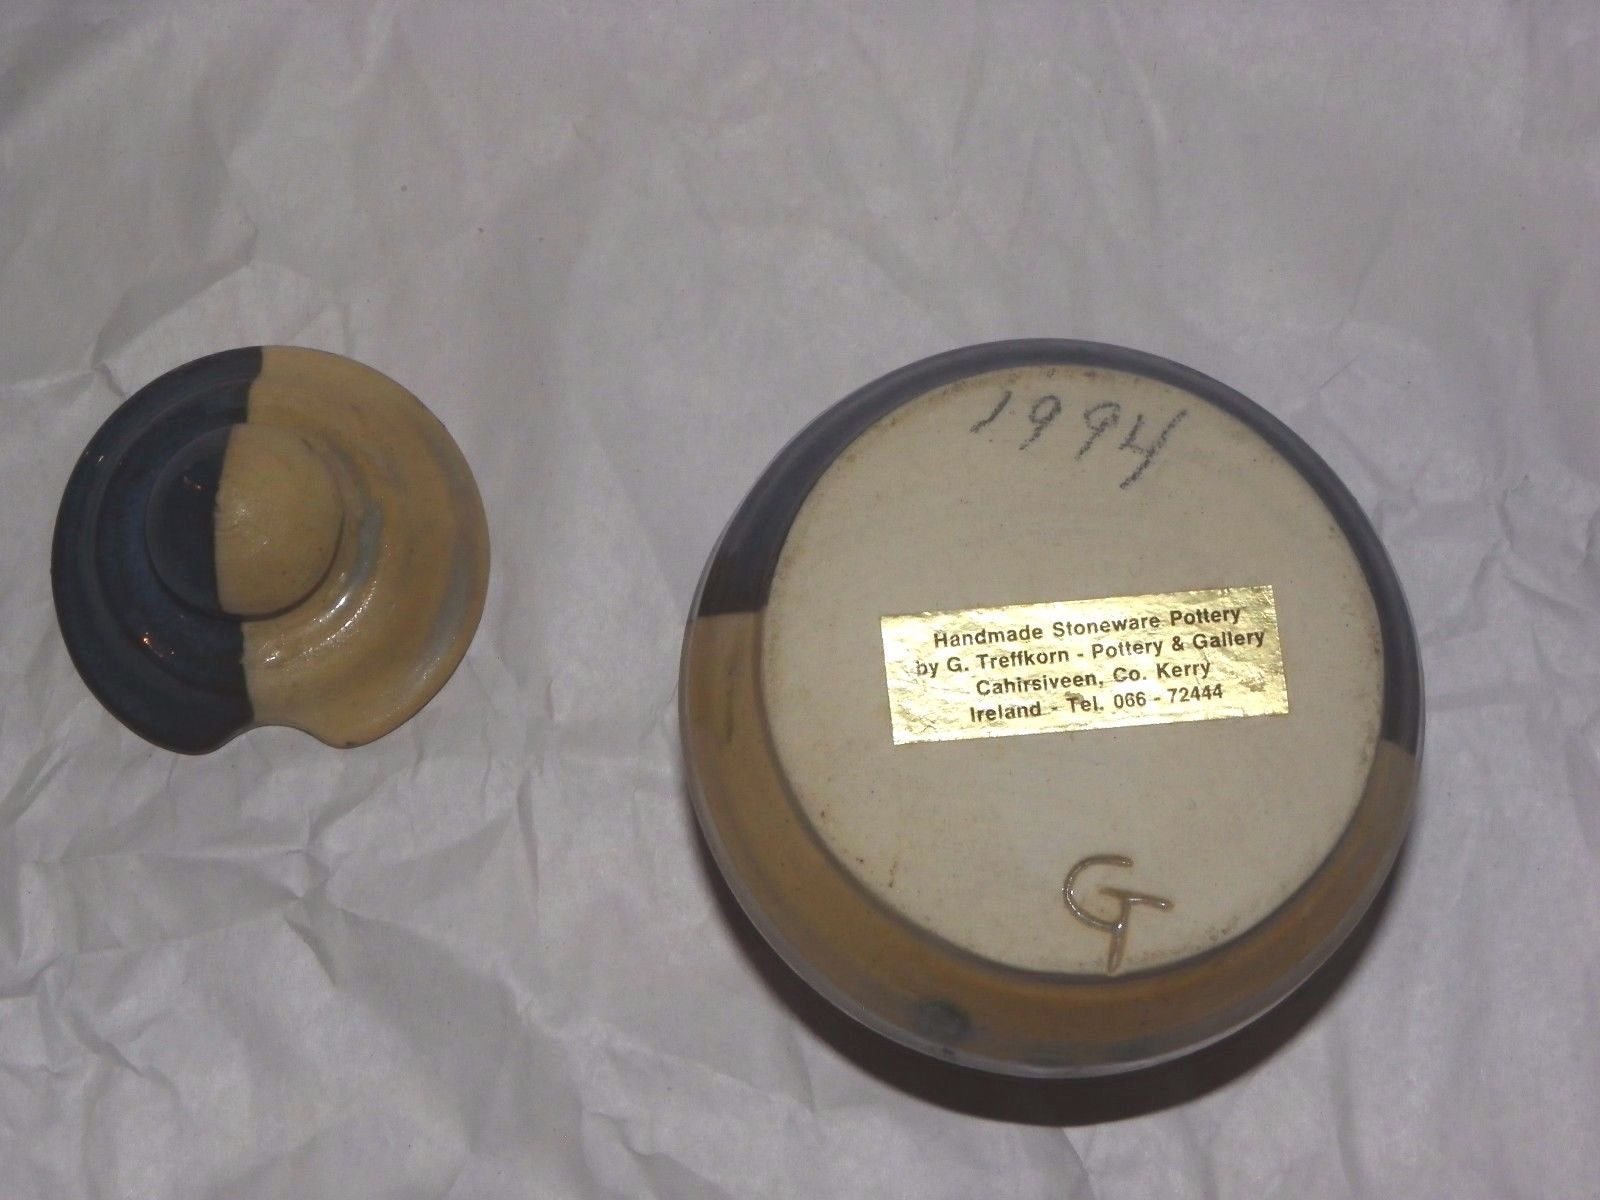 1994
Handmade Stoneware Pottery
by G. Treffkorn - Pottery & Gallery
Cahirsiveen, Co. Kerry
Ireland - Tel. 066 - 72444
GT